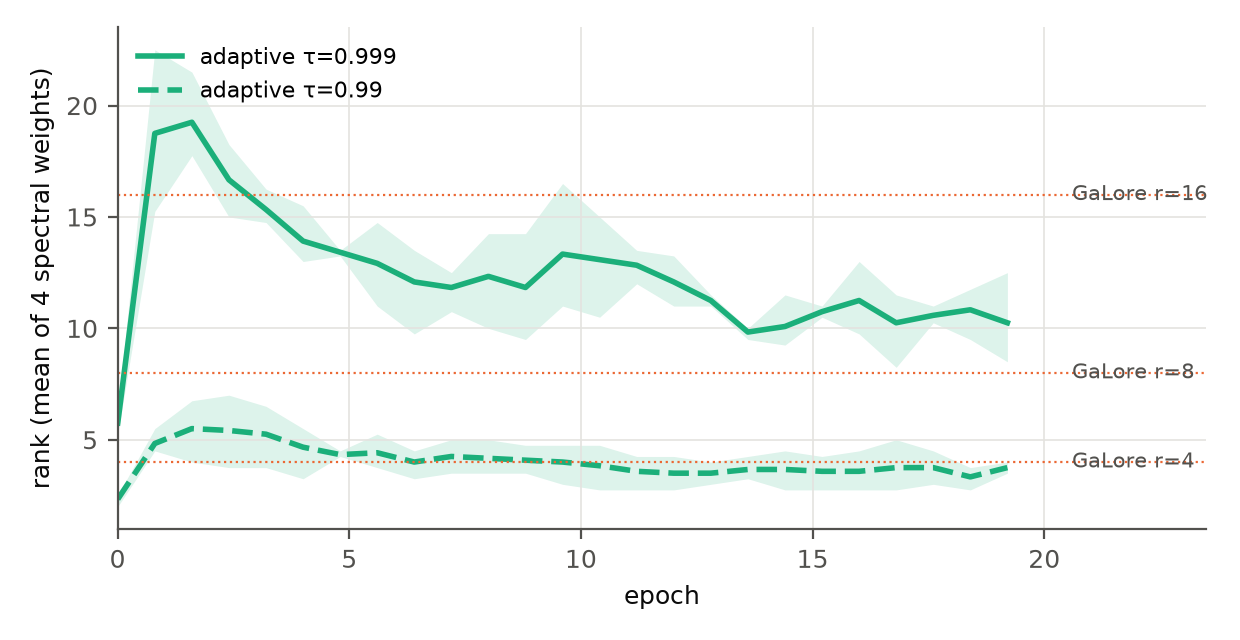 adaptive τ=0.999
adaptive τ=0.99
rank (mean of 4 spectral weights)
20
15
10
5
GaLore r=16
GaLore r=8
GaLore r=4
0
5
10
15
20
epoch